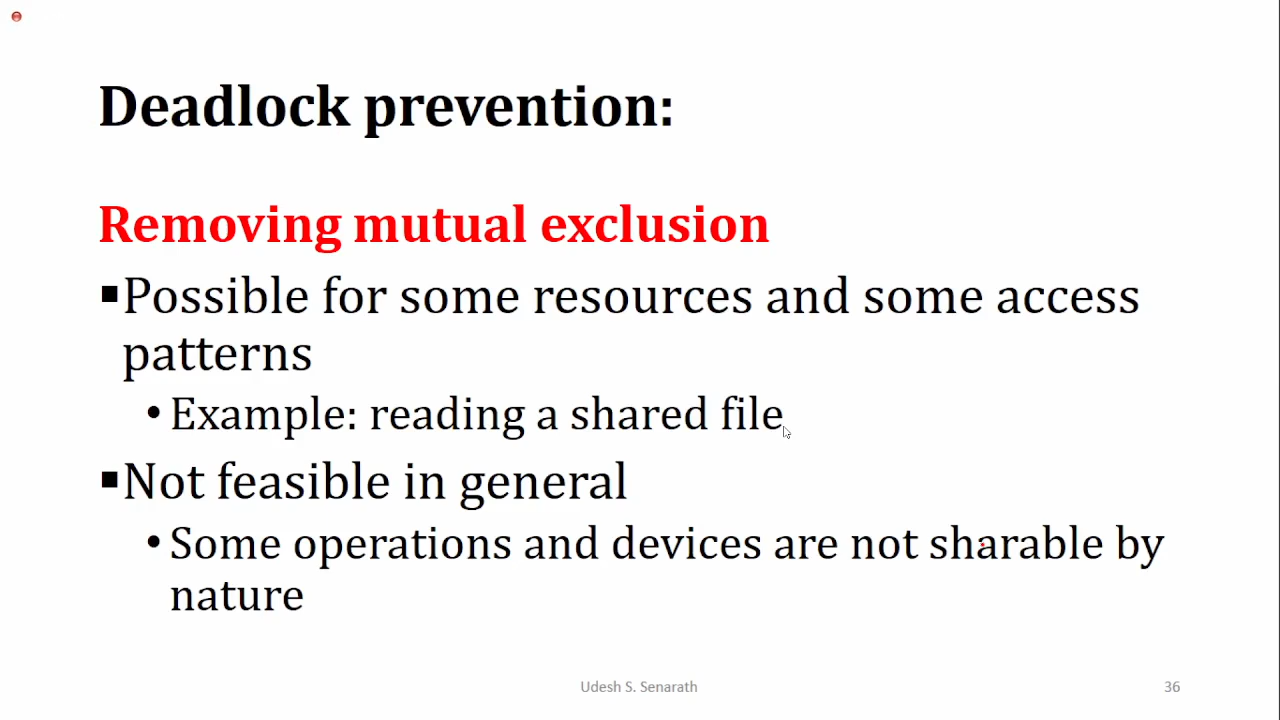 Deadlock prevention:
Removing mutual exclusion
▪Possible for some resources and some access
patterns
• Example: reading a shared file
▪Not feasible in general
• Some operations and devices are not sharable by
nature
Udesh S. Senarath
36